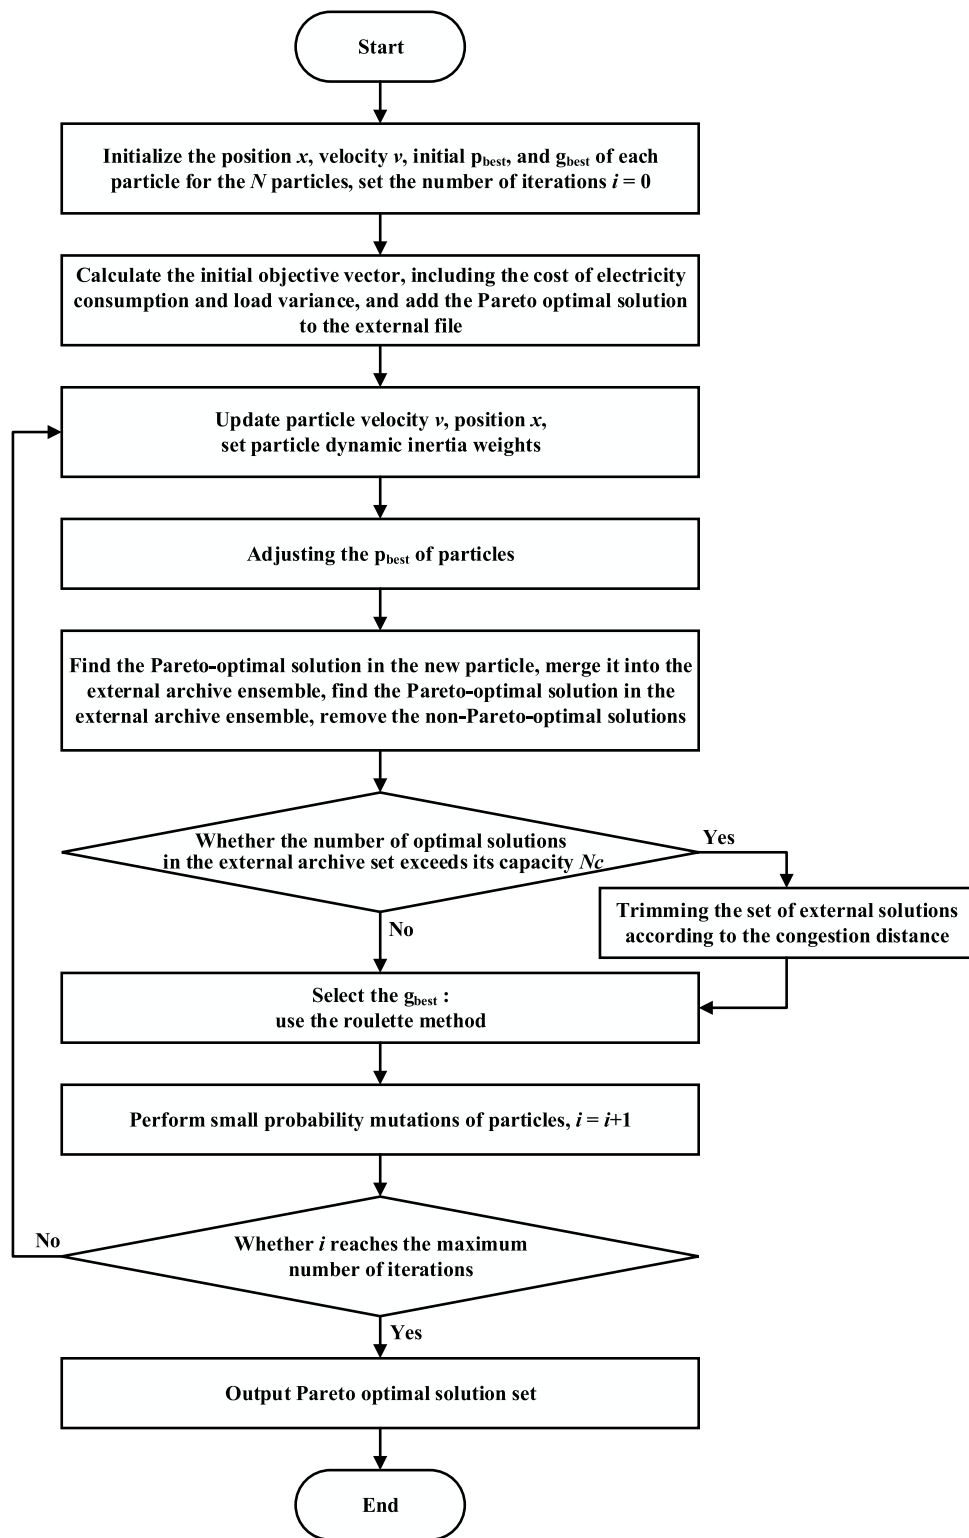 Start
Initialize the position x, velocity v, initial pbest, and gbest of each
particle for the N particles, set the number of iterations i = 0
Calculate the initial objective vector, including the cost of electricity
consumption and load variance, and add the Pareto optimal solution
to the external file
Update particle velocity v, position x,
set particle dynamic inertia weights
Adjusting the pbest of particles
Find the Pareto-optimal solution in the new particle, merge it into the
external archive ensemble, find the Pareto-optimal solution in the
external archive ensemble, remove the non-Pareto-optimal solutions
Whether the number of optimal solutions
in the external archive set exceeds its capacity Nc
Yes
Trimming the set of external solutions
according to the congestion distance
No
Select the gbest :
use the roulette method
Perform small probability mutations of particles, i = i+1
No
Whether i reaches the maximum
number of iterations
Yes
Output Pareto optimal solution set
End